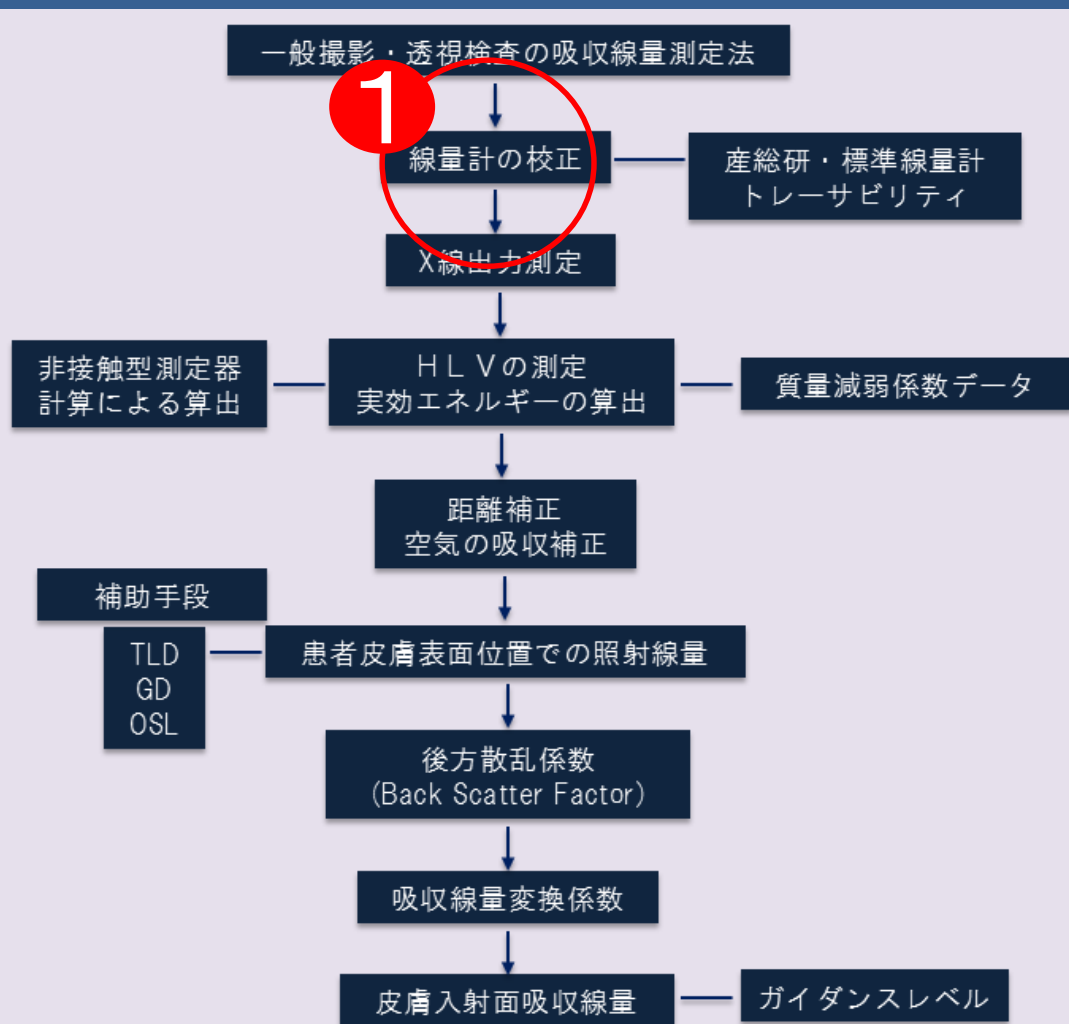 一般撮影・透視検査の吸収線量測定法
1
線量計の校正
産総研・標準線量計
トレーサビリティ
X線出力測定
非接触型測定器
計算による算出
ＨＬＶの測定
実効エネルギーの算出
質量減弱係数データ
距離補正
空気の吸収補正
補助手段
TLD
GD
OSL
患者皮膚表面位置での照射線量
後方散乱係数
(Back Scatter Factor)
吸収線量変換係数
皮膚入射面吸収線量
ガイダンスレベル